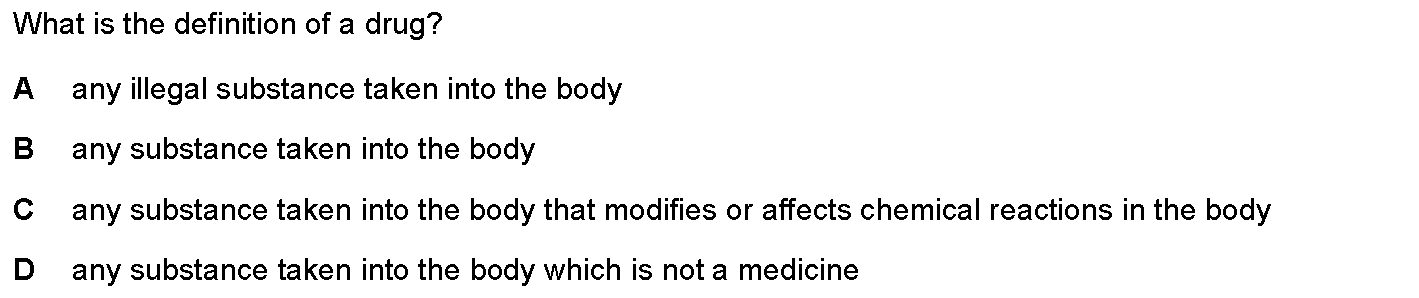 What is the definition of a drug?
A any illegal substance taken into the body
B any substance taken into the body
C any substance taken into the body that modifies or affects chemical reactions in the body
D any substance taken into the body which is not a medicine